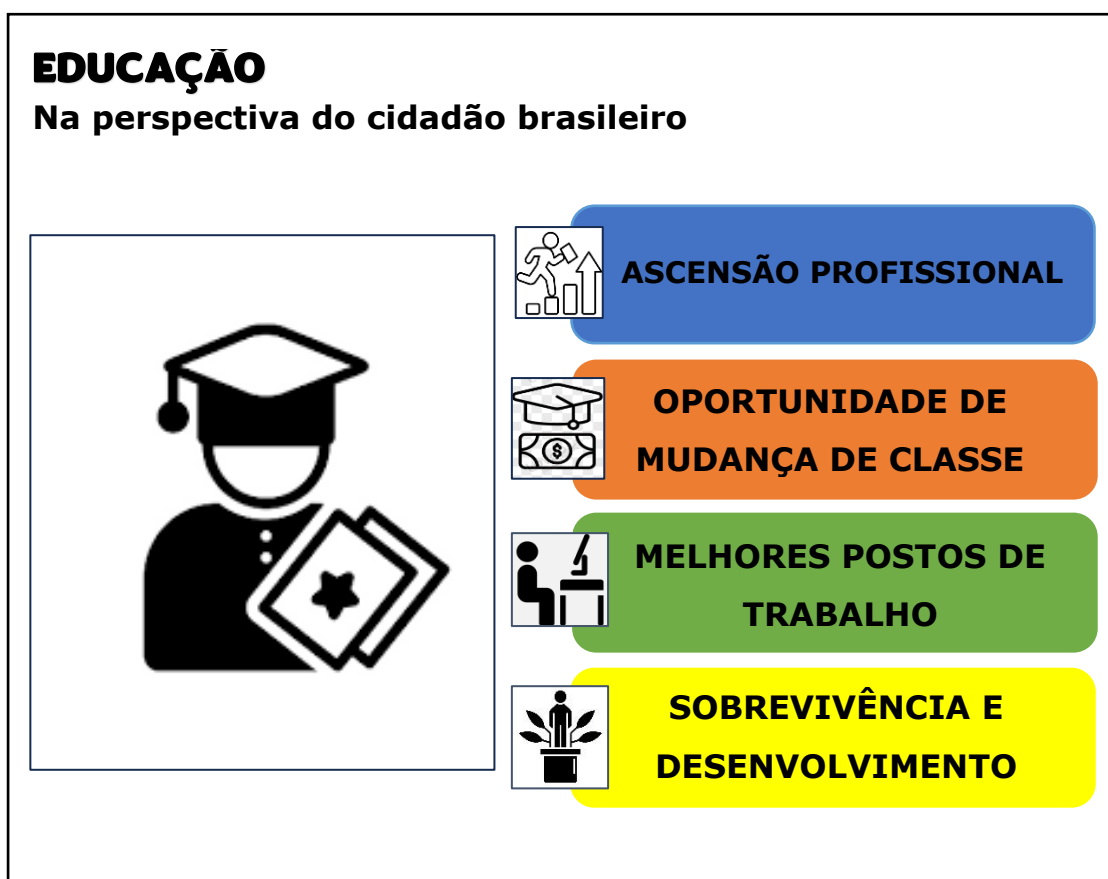 EDUCAÇÃO
Na perspectiva do cidadão brasileiro
ASCENSÃO PROFISSIONAL
OPORTUNIDADE DE
MUDANÇA DE CLASSE
MELHORES POSTOS DE
TRABALHO
SOBREVIVÊNCIA E
DESENVOLVIMENTO